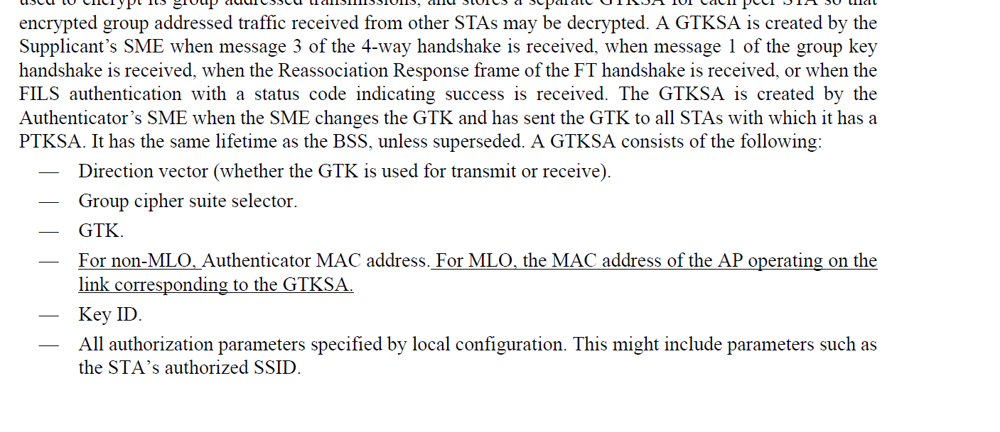 used to encrypt its group addressed transmissions, and stores a separate GTKSA for each peer STA so that
encrypted group addressed traffic received from other STAs may be decrypted. A GTKSA is created by the
Supplicant’s SME when message 3 of the 4-way handshake is received, when message 1 of the group key
handshake is received, when the Reassociation Response frame of the FT handshake is received, or when the
FILS authentication with a status code indicating success is received. The GTKSA is created by the
Authenticator’s SME when the SME changes the GTK and has sent the GTK to all STAs with which it has a
PTKSA. It has the same lifetime as the BSS, unless superseded. A GTKSA consists of the following:
— Direction vector (whether the GTK is used for transmit or receive).
— Group cipher suite selector.
— GTK.
— For non-MLO, Authenticator MAC address. For MLO, the MAC address of the AP operating on the
link corresponding to the GTKSA.
— Key ID.
— All authorization parameters specified by local configuration. This might include parameters such as
the STA’s authorized SSID.